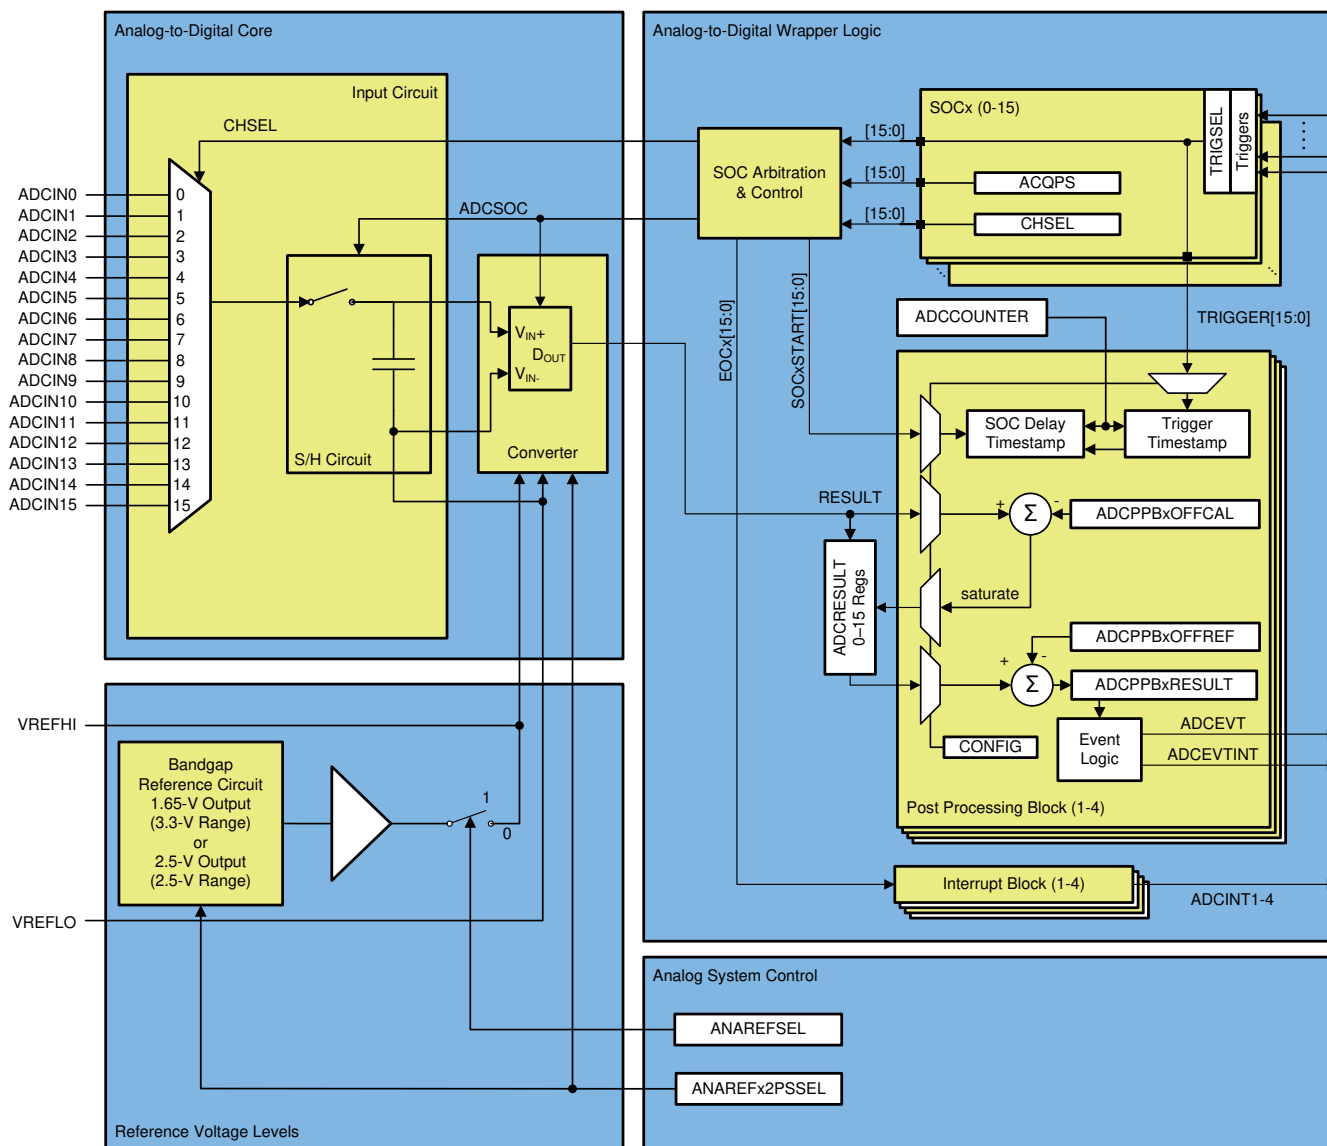 Analog-to-Digital Core
Input Circuit
CHSEL
ADCIN0 0
ADCIN1 1
ADCIN2 2
ADCIN3 3
ADCIN4 4
ADCIN5 5
ADCIN6 6
ADCIN7 7
ADCIN8 8
ADCIN9 9
ADCIN10 10
ADCIN11 11
ADCIN12 12
ADCIN13 13
ADCIN14 14
ADCIN15 15
ADCSOC
S/H Circuit
VIN+
DOUT
VIN-
Converter
Analog-to-Digital Wrapper Logic
SOC Arbitration
& Control
[15:0]
[15:0]
[15:0]
SOCx (0-15)
ACQPS
CHSEL
TRIGSEL
Triggers
EOCx[15:0]
SOCxSTART[15:0]
ADCCOUNTER
TRIGGER[15:0]
SOC Delay
Timestamp
Trigger
Timestamp
RESULT
+
Σ
-
ADCPPBxOFFCAL
ADCRESULT
0–15 Regs
saturate
ADCPPBxOFFREF
+
-
Σ
ADCPPBxRESULT
CONFIG
Event
Logic
ADCEVT
ADCEVTINT
Post Processing Block (1-4)
Interrupt Block (1-4)
ADCINT1-4
VREFHI
Bandgap
Reference Circuit
1.65-V Output
(3.3-V Range)
or
2.5-V Output
(2.5-V Range)
1
0
VREFLO
Reference Voltage Levels
Analog System Control
ANAREFSEL
ANAREFx2PSSEL